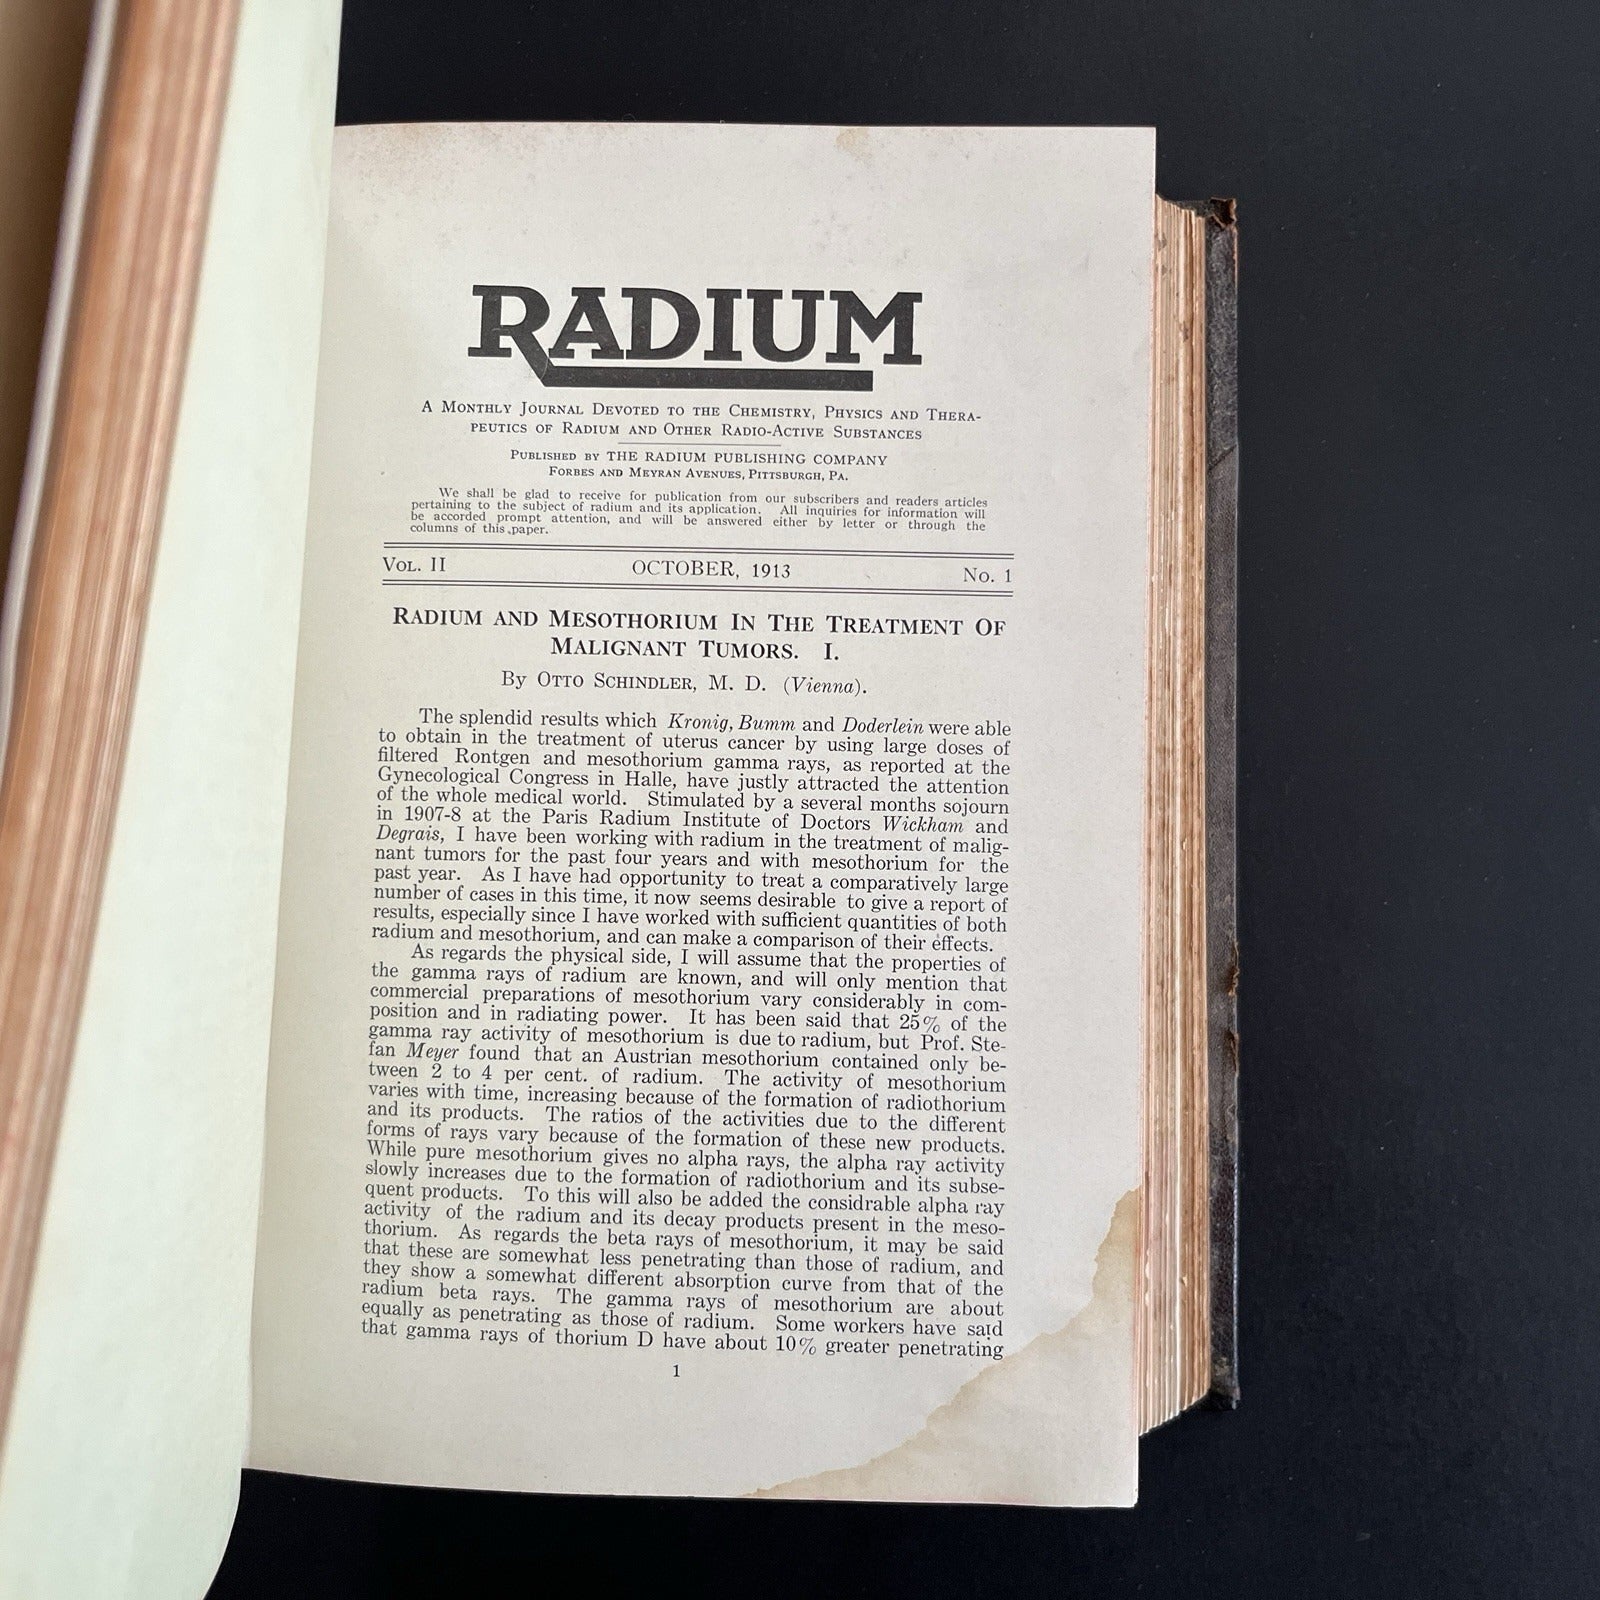 RADIUM
A MONTHLY JOURNAL DEVOTED TO THE CHEMISTRY, PHYSICS AND THERA-
PEUTICS OF RADIUM AND OTHER RADIO-ACTIVE SUBSTANCES
PUBLISHED BY THE RADIUM PUBLISHING COMPANY
FORBES AND MEYRAN AVENUES, PITTSBURGH, PA.
We shall be glad to receive for publication from our subscribers and readers articles
pertaining to the subject of radium and its application. All inquiries for information will
be accorded prompt attention, and will be answered either by letter or through the
columns of this paper.
VOL. II OCTOBER, 1913 No. 1
RADIUM AND MESOTHORIUM IN THE TREATMENT OF
MALIGNANT TUMORS. I.
By OTTO SCHINDLER, M. D. (Vienna).
The splendid results which Kronig, Bumm and Doderlein were able
to obtain in the treatment of uterus cancer by using large doses of
filtered Rontgen and mesothorium gamma rays, as reported at the
Gynecological Congress in Halle, have justly attracted the attention
of the whole medical world. Stimulated by a several months sojourn
in 1907-8 at the Paris Radium Institute of Doctors Wickham and
Degrais, I have been working with radium in the treatment of malig-
nant tumors for the past four years and with mesothorium for the
past year. As I have had opportunity to treat a comparatively large
number of cases in this time, it now seems desirable to give a report of
results, especially since I have worked with sufficient quantities of both
radium and mesothorium, and can make a comparison of their effects.
As regards the physical side, I will assume that the properties of
the gamma rays of radium are known, and will only mention that
commercial preparations of mesothorium vary considerably in com-
position and in radiating power. It has been said that 25% of the
gamma ray activity of mesothorium is due to radium, but Prof. Ste-
fan Meyer found that an Austrian mesothorium contained only be-
tween 2 to 4 per cent. of radium. The activity of mesothorium
varies with time, increasing because of the formation of radiothorium
and its products. The ratios of the activities due to the different
forms of rays vary because of the formation of these new products.
While pure mesothorium gives no alpha rays, the alpha ray activity
slowly increases due to the formation of radiothorium and its subse-
quent products. To this will also be added the considrable alpha ray
activity of the radium and its decay products present in the meso-
thorium. As regards the beta rays of mesothorium, it may be said
that these are somewhat less penetrating than those of radium, and
they show a somewhat different absorption curve from that of the
radium beta rays. The gamma rays of mesothorium are about
equally as penetrating as those of radium. Some workers have said
that gamma rays of thorium D have about 10% greater penetrating
1